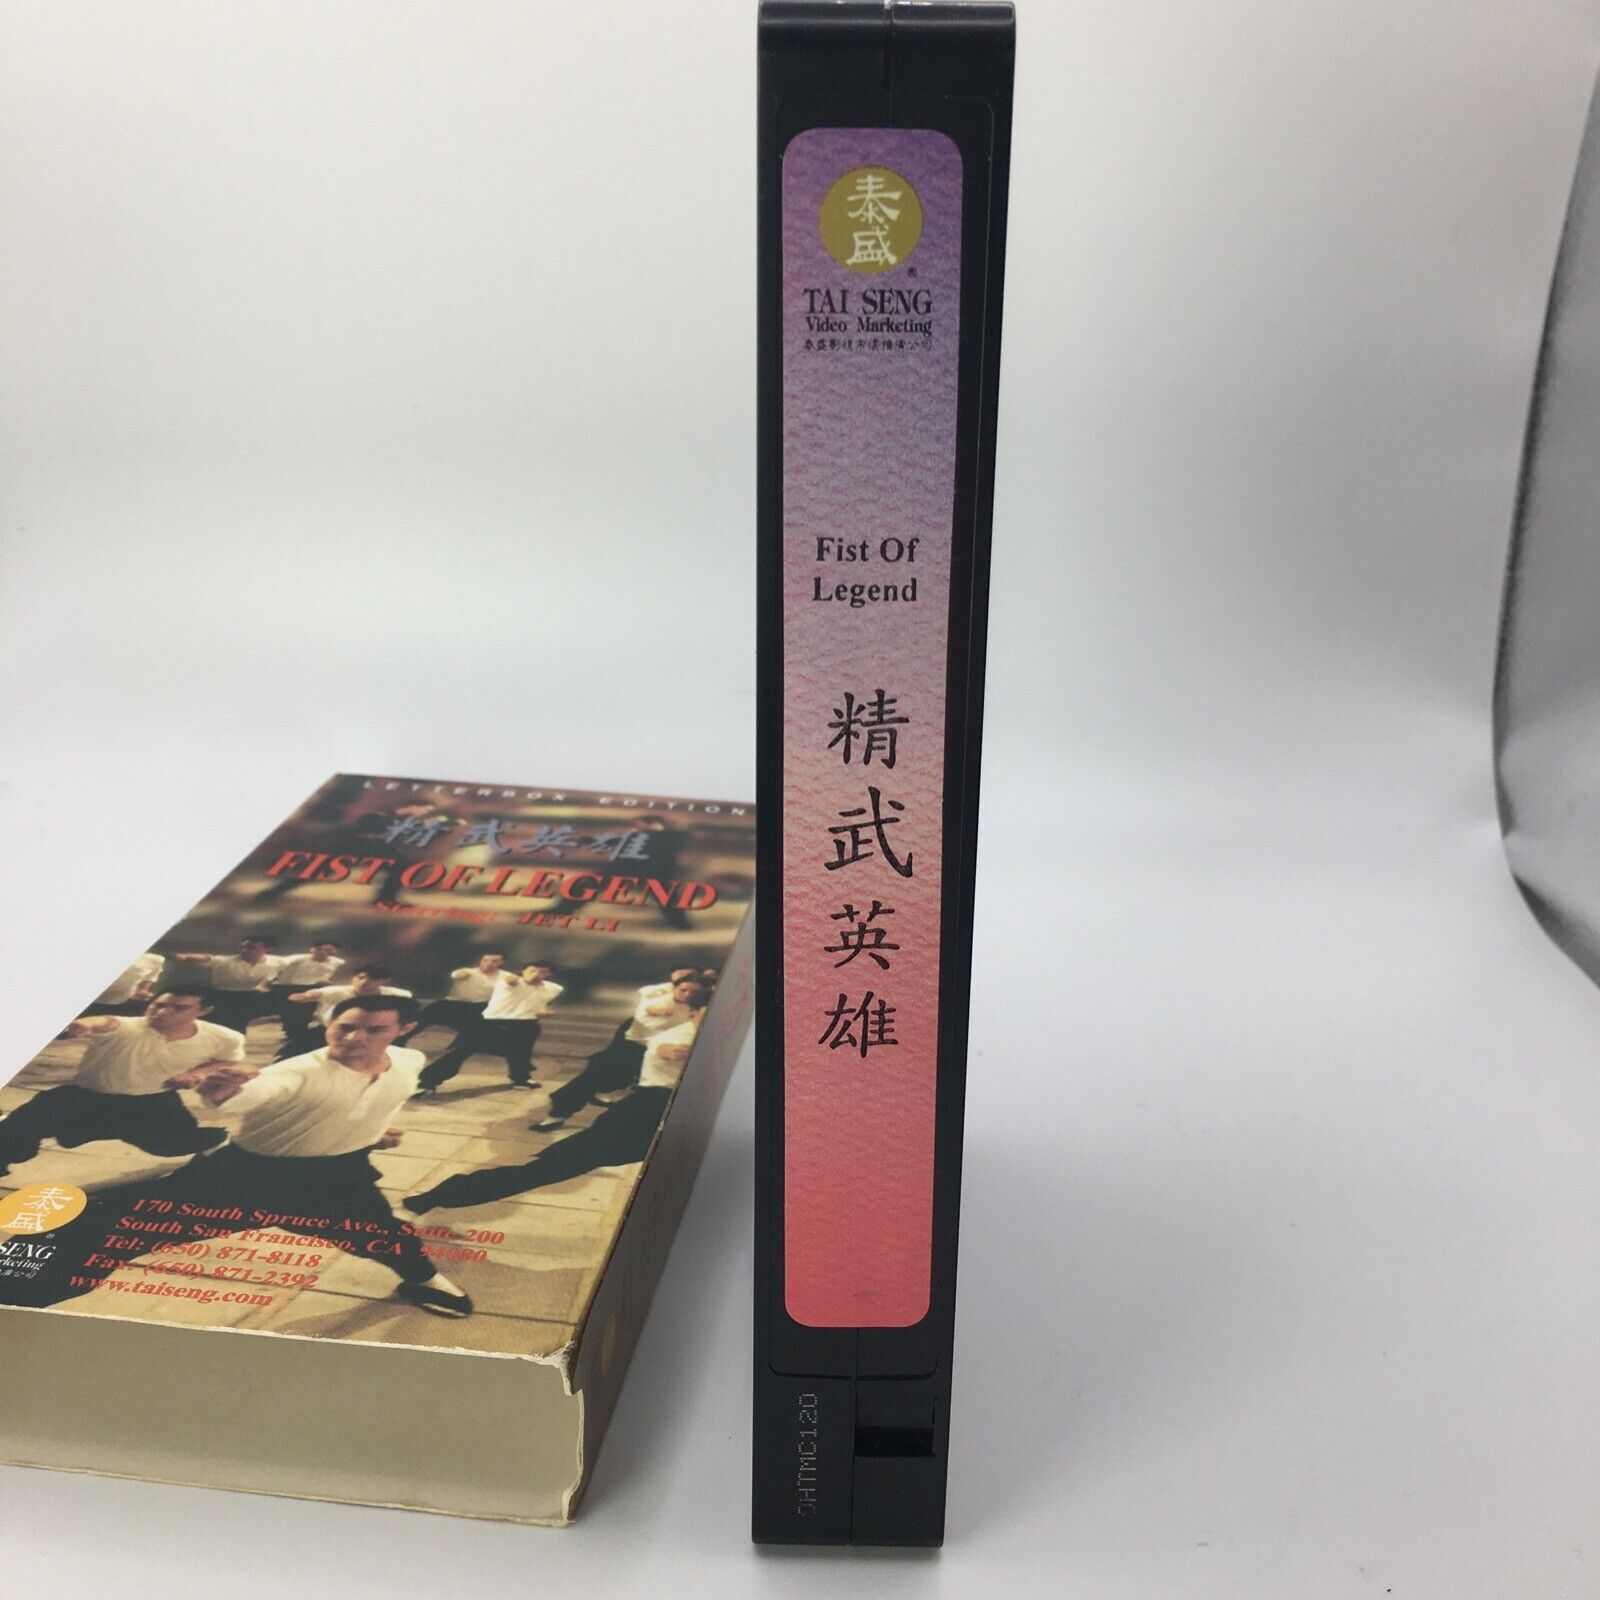 LETTERBOX EDITION
精武英雄
FIST OF LEGEND
Starring: JET LI
泰盛
®
SENG
170 South Spruce Ave., Suite 200
South San Francisco, CA 94080
Tel: (650) 871-8118
Fax: (650) 871-2392
www.taiseng.com
泰盛
®
TAI SENG
Video Marketing
Fist Of
Legend
精武英雄